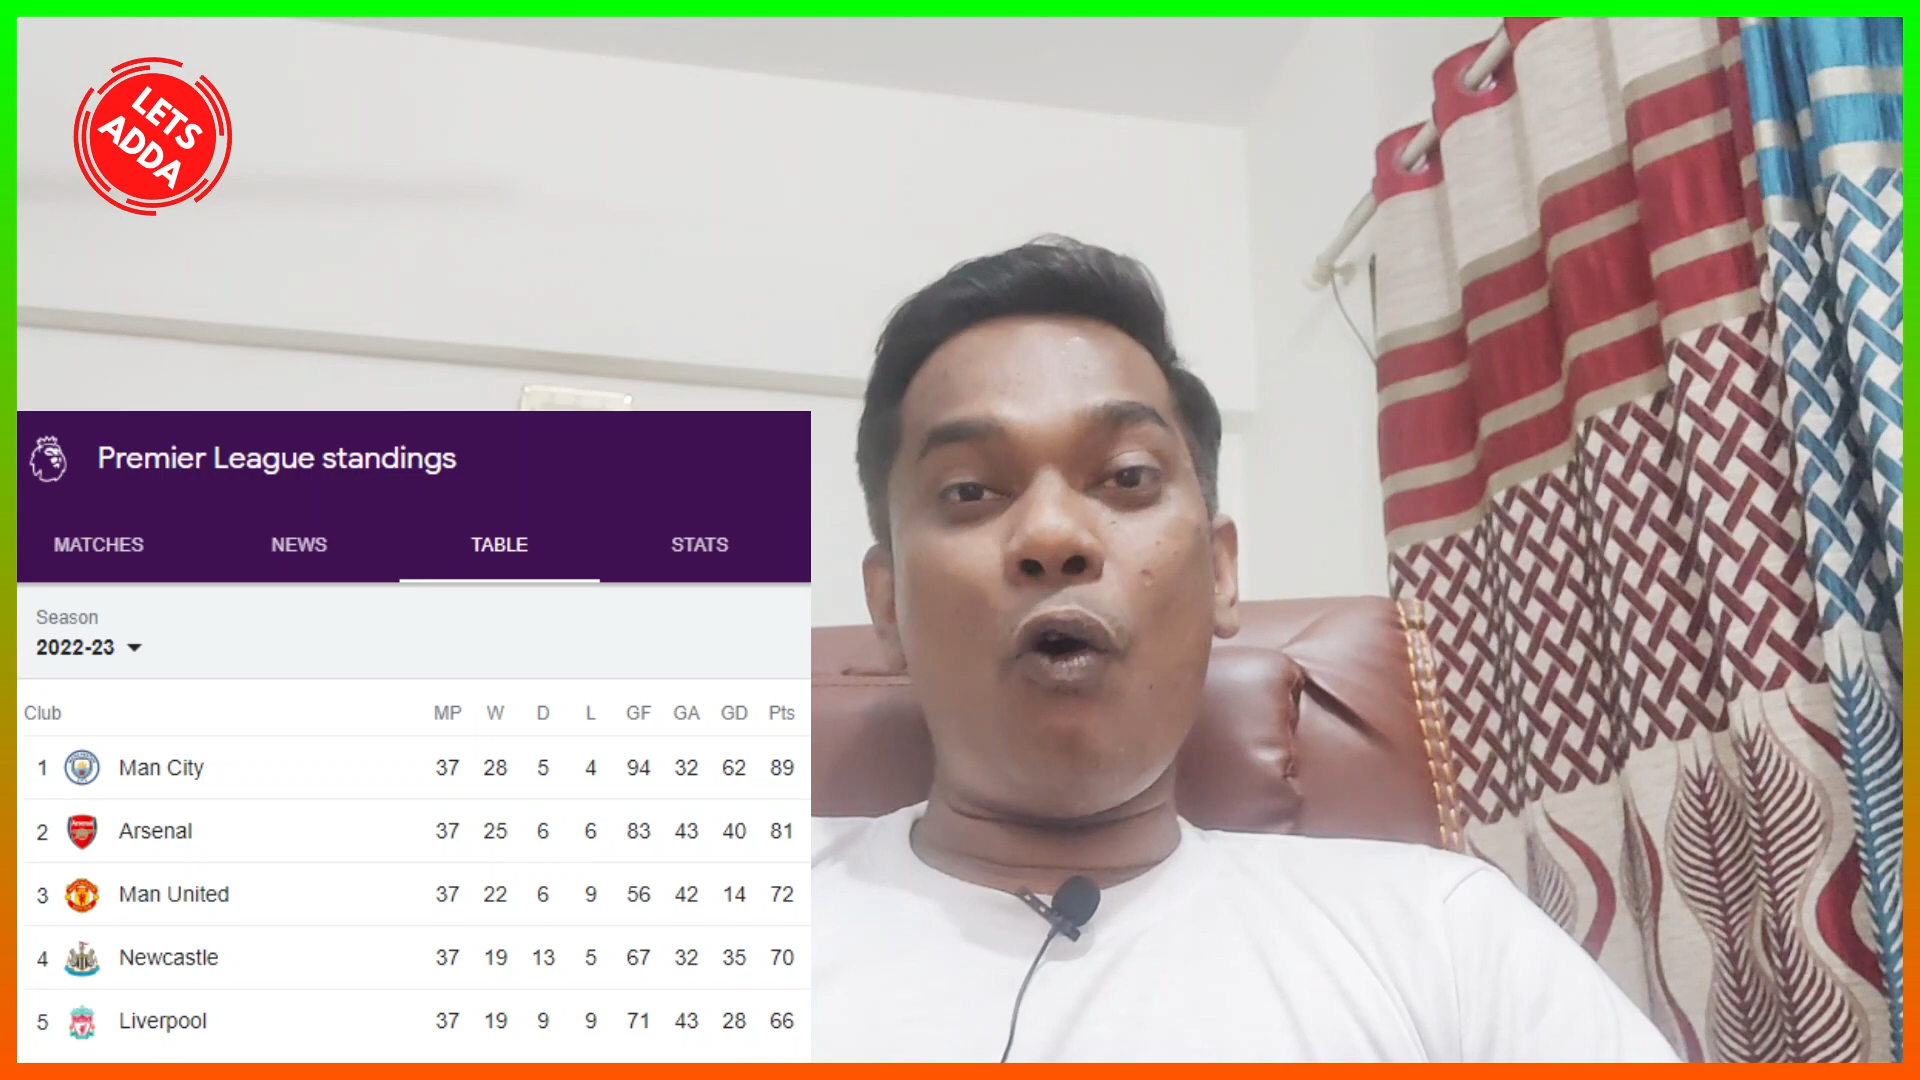 LETS
ADDA
Premier League standings
MATCHES NEWS TABLE STATS
Season
2022-23
Club MP W D L GF GA GD Pts
1 Man City 37 28 5 4 94 32 62 89
2 Arsenal 37 25 6 6 83 43 40 81
3 Man United 37 22 6 9 56 42 14 72
4 Newcastle 37 19 13 5 67 32 35 70
5 Liverpool 37 19 9 9 71 43 28 66